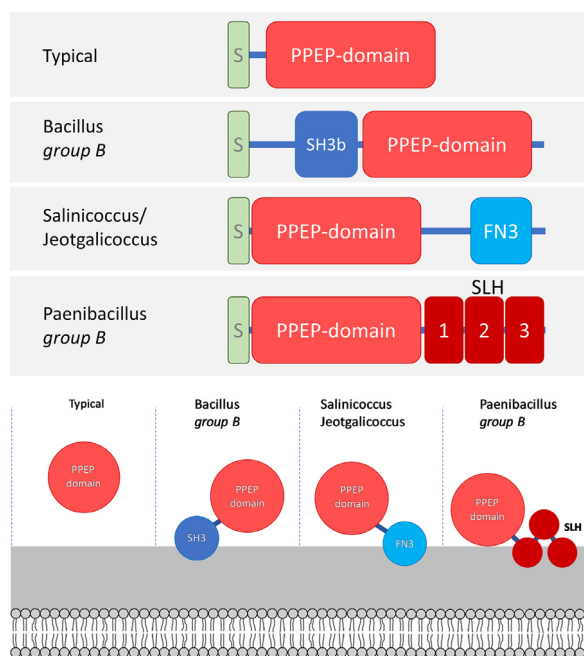 Typical
S
PPEP-domain
Bacillus
group B
S
SH3b
PPEP-domain
Salinicoccus/
Jeotgalicoccus
S
PPEP-domain
FN3
Paenibacillus
group B
S
PPEP-domain
SLH
1
2
3
Typical
Bacillus
group B
Salinicoccus
Jeotgalicoccus
Paenibacillus
group B
PPEP
domain
PPEP
domain
SH3
PPEP
domain
FN3
PPEP
domain
SLH